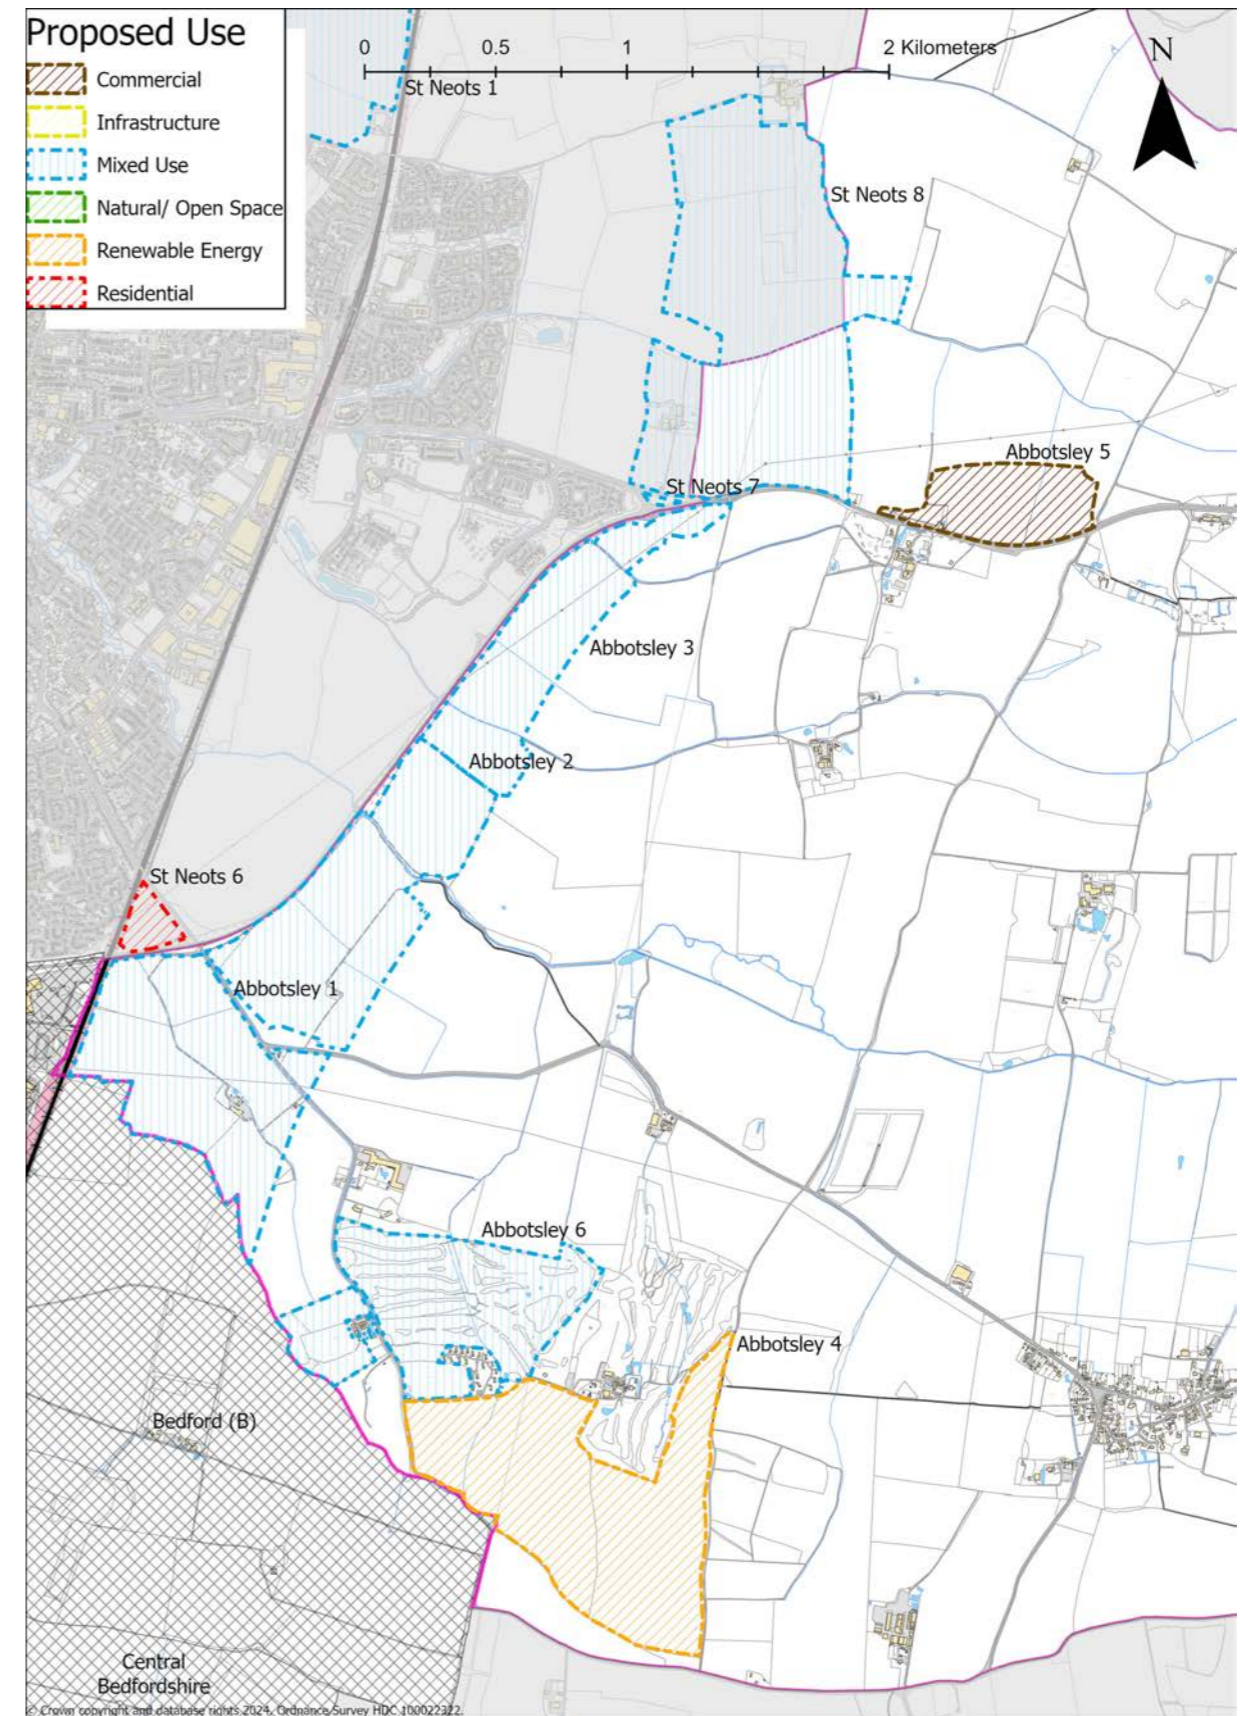 Proposed Use
Commercial
Infrastructure
Mixed Use
Natural/ Open Space
Renewable Energy
Residential
0 0.5 1 2 Kilometers
N
St Neots 1
St Neots 8
Abbotsley 5
St Neots 7
Abbotsley 3
Abbotsley 2
St Neots 6
Abbotsley 1
Abbotsley 6
Abbotsley 4
Bedford (B)
Central
Bedfordshire
© Crown copyright and database rights 2024. Ordnance Survey HDC 100022322.